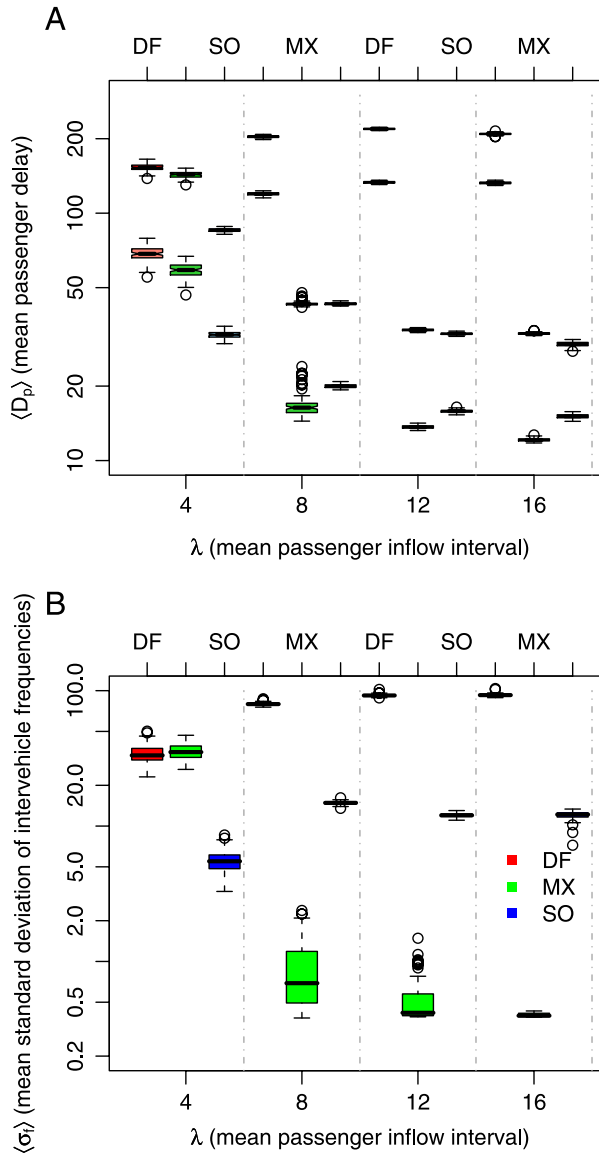 A
DF SO MX DF SO MX
200
100
50
20
10
⟨Dp⟩ (mean passenger delay)
4 8 12 16
λ (mean passenger inflow interval)
B
DF SO MX DF SO MX
100.0
20.0
5.0
2.0
0.5
0.2
⟨σf⟩ (mean standard deviation of intervehicle frequencies)
DF
MX
SO
4 8 12 16
λ (mean passenger inflow interval)